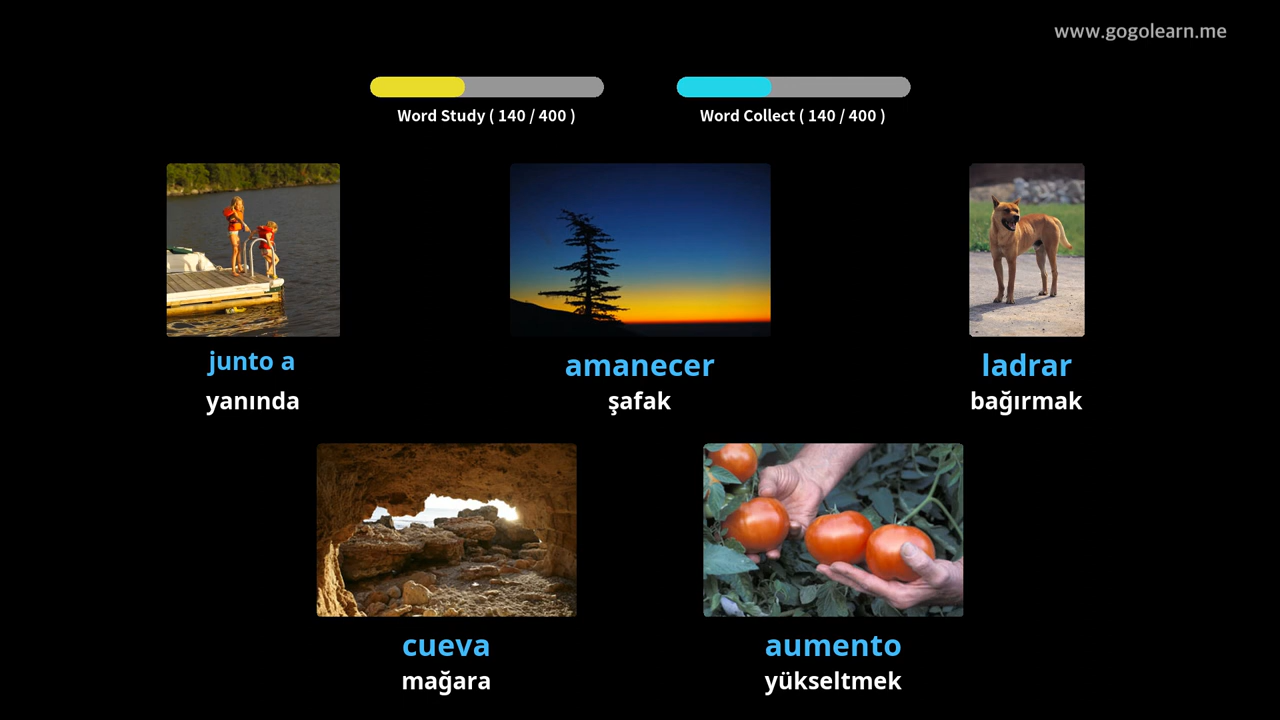 www.gogolearn.me
Word Study ( 140 / 400 )
Word Collect ( 140 / 400 )
junto a
yanında
amanecer
şafak
ladrar
bağırmak
cueva
mağara
aumento
yükseltmek